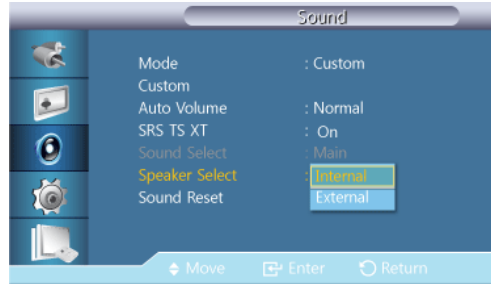 Sound
Mode : Custom
Custom
Auto Volume : Normal
SRS TS XT : On
Sound Select : Main
Speaker Select : Internal
External
Sound Reset
Move Enter Return